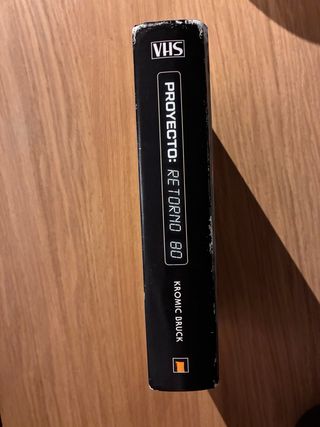 VHS
PROYECTO: RETORNO 80
KROMIC BRUCK